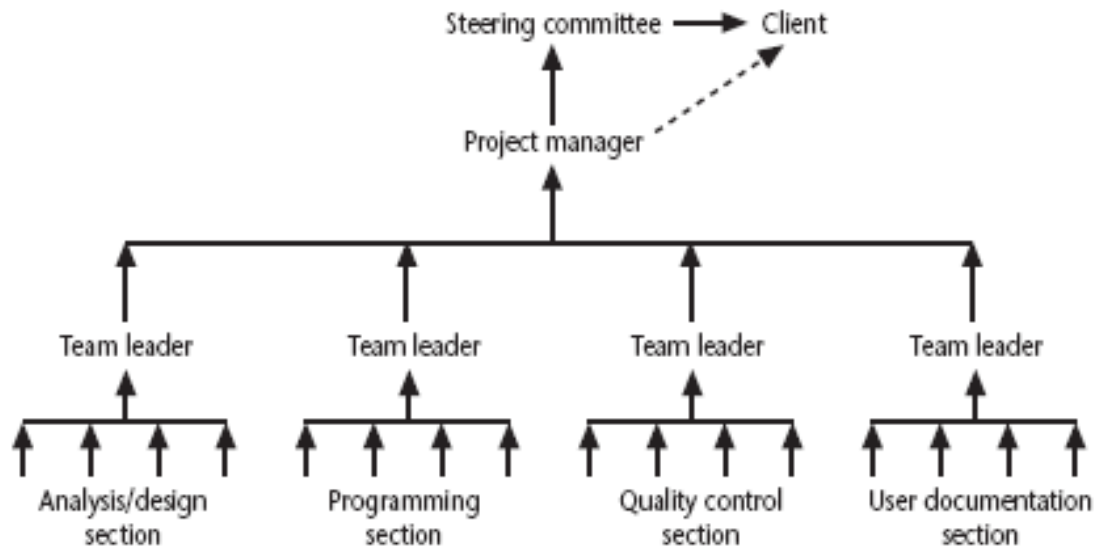 Steering committee
Client
Project manager
Team leader
Team leader
Team leader
Team leader
Analysis/design
section
Programming
section
Quality control
section
User documentation
section